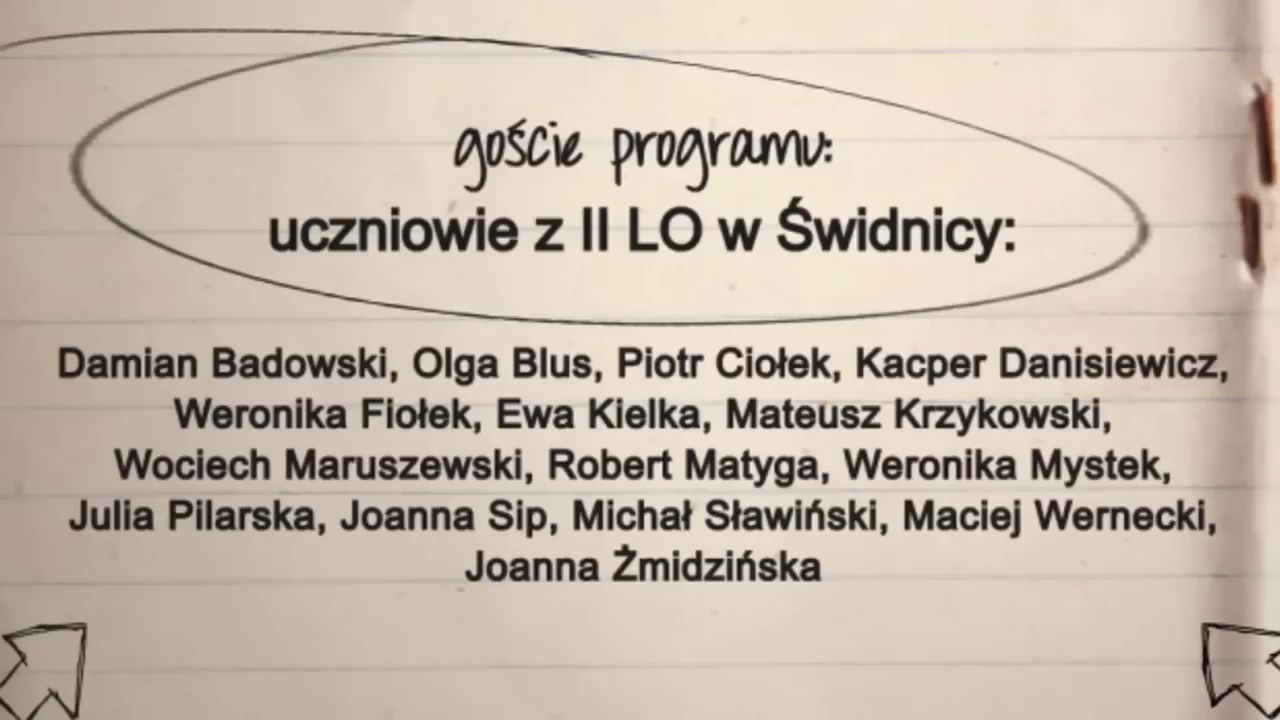 goście programu:
uczniowie z II LO w Świdnicy:
Damian Badowski, Olga Blus, Piotr Ciołek, Kacper Danisiewicz,
Weronika Fiołek, Ewa Kielka, Mateusz Krzykowski,
Wociech Maruszewski, Robert Matyga, Weronika Mystek,
Julia Pilarska, Joanna Sip, Michał Sławiński, Maciej Wernecki,
Joanna Żmidzińska